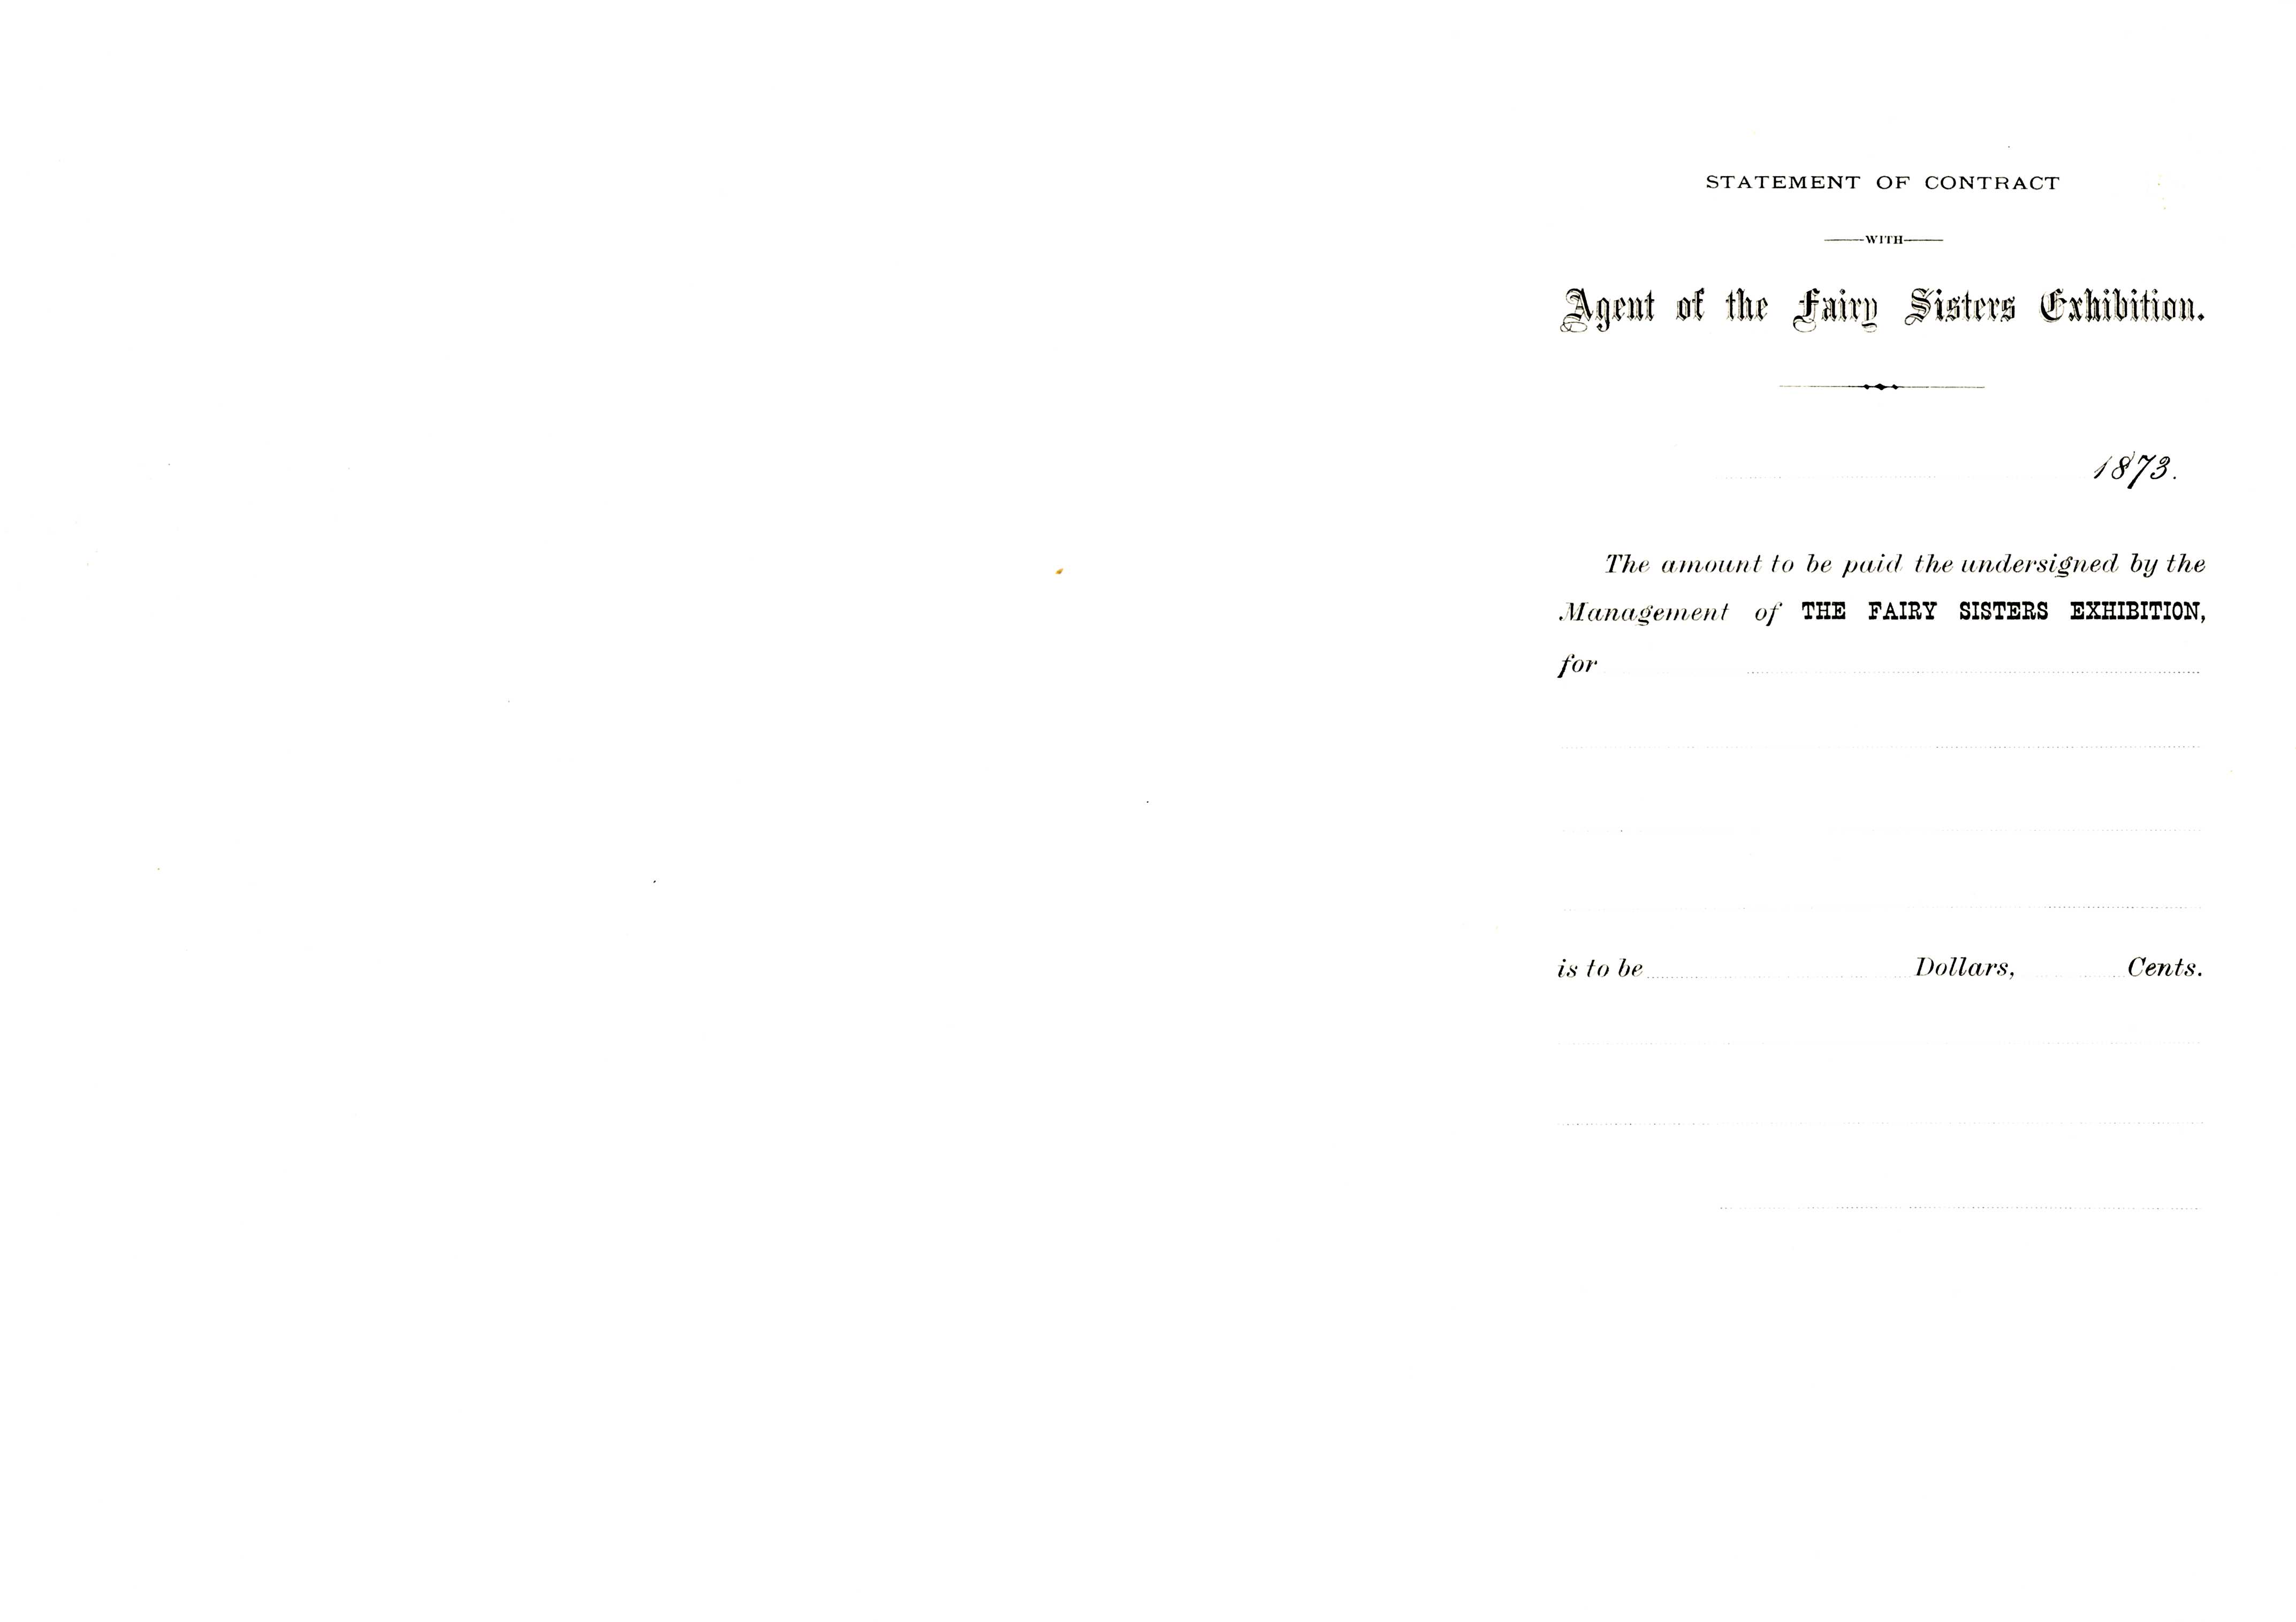 STATEMENT OF CONTRACT
WITH
Agent of the Fairy Sisters Exhibition.
1873.
The amount to be paid the undersigned by the
Management of THE FAIRY SISTERS EXHIBITION,
for
is to be Dollars, Cents.